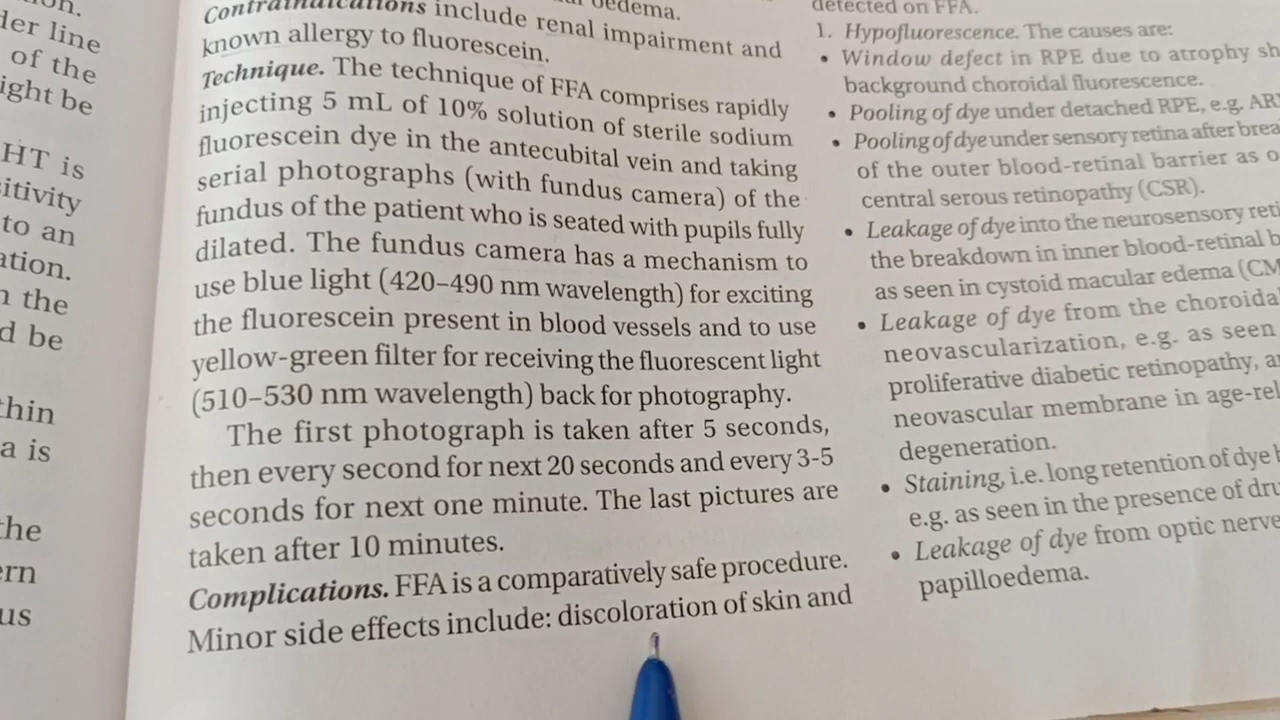 der line
of the
ight be
HT is
itivity
to an
ation.
n the
d be
thin
a is
the
ern
us
oedema.
Contraindications include renal impairment and
known allergy to fluorescein.
Technique. The technique of FFA comprises rapidly
injecting 5 mL of 10% solution of sterile sodium
fluorescein dye in the antecubital vein and taking
serial photographs (with fundus camera) of the
fundus of the patient who is seated with pupils fully
dilated. The fundus camera has a mechanism to
use blue light (420–490 nm wavelength) for exciting
the fluorescein present in blood vessels and to use
yellow-green filter for receiving the fluorescent light
(510–530 nm wavelength) back for photography.
The first photograph is taken after 5 seconds,
then every second for next 20 seconds and every 3-5
seconds for next one minute. The last pictures are
taken after 10 minutes.
Complications. FFA is a comparatively safe procedure.
Minor side effects include: discoloration of skin and
detected on FFA.
1. Hypofluorescence. The causes are:
• Window defect in RPE due to atrophy sh
background choroidal fluorescence.
• Pooling of dye under detached RPE, e.g. AR
• Pooling of dye under sensory retina after brea
of the outer blood-retinal barrier as o
central serous retinopathy (CSR).
• Leakage of dye into the neurosensory reti
the breakdown in inner blood-retinal b
as seen in cystoid macular edema (CM
• Leakage of dye from the choroidal
neovascularization, e.g. as seen
proliferative diabetic retinopathy, a
neovascular membrane in age-rel
degeneration.
• Staining, i.e. long retention of dye
e.g. as seen in the presence of dru
• Leakage of dye from optic nerve
papilloedema.